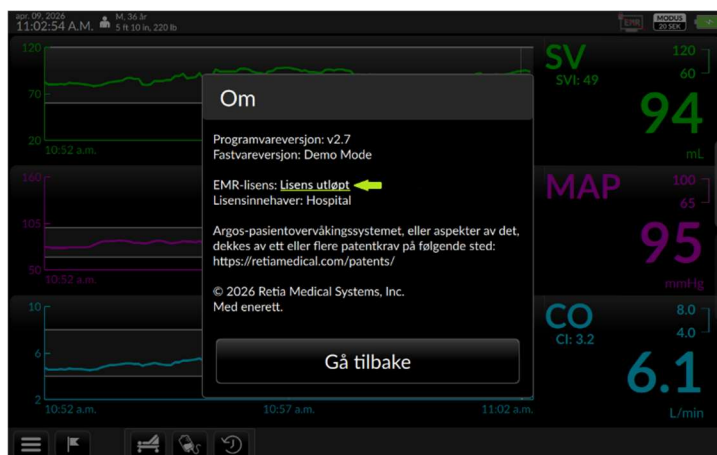 apr. 09, 2026
11:02:54 A.M.
M, 36 år
5 ft 10 in, 220 lb
EMR
MODUS
20 SEK
120
70
20
10:52 a.m.
SV
SVI: 49
120
60
94
mL
160
105
50
10:52 a.m.
MAP
100
65
95
mmHg
10
6
2
10:52 a.m.
10:57 a.m.
11:02 a.m.
CO
CI: 3.2
8.0
4.0
6.1
L/min
Om
Programvareversjon: v2.7
Fastvareversjon: Demo Mode
EMR-lisens: Lisens utløpt
Lisensinnehaver: Hospital
Argos-pasientovervåkingssystemet, eller aspekter av det,
dekkes av ett eller flere patentkrav på følgende sted:
https://retiamedical.com/patents/
© 2026 Retia Medical Systems, Inc.
Med enerett.
Gå tilbake